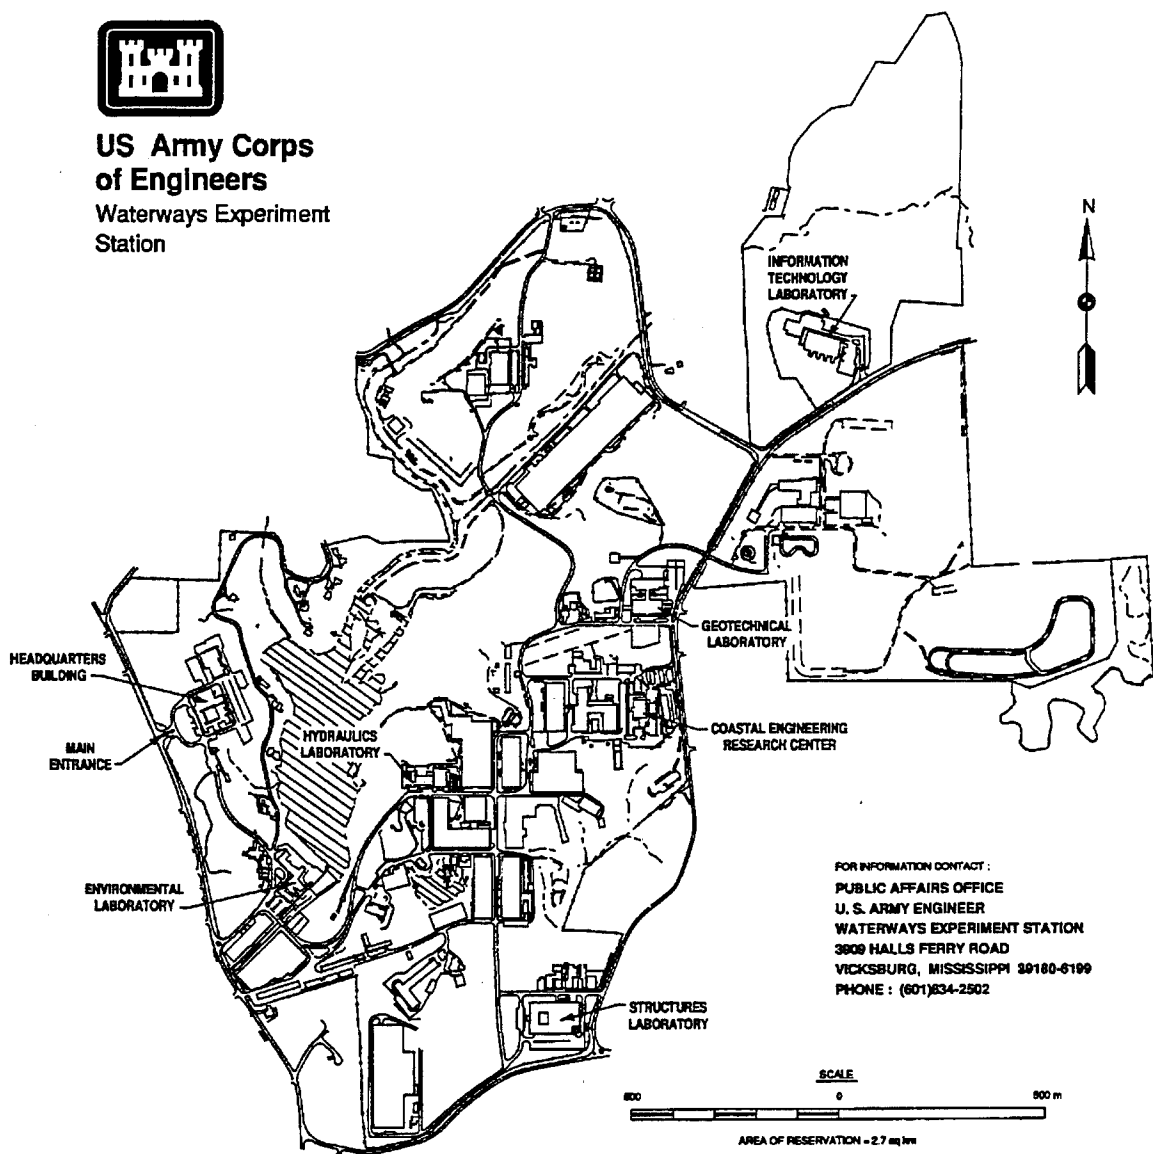 US Army Corps
of Engineers
Waterways Experiment
Station
N
INFORMATION
TECHNOLOGY
LABORATORY
GEOTECHNICAL
LABORATORY
HEADQUARTERS
BUILDING
MAIN
ENTRANCE
HYDRAULICS
LABORATORY
COASTAL ENGINEERING
RESEARCH CENTER
ENVIRONMENTAL
LABORATORY
STRUCTURES
LABORATORY
FOR INFORMATION CONTACT :
PUBLIC AFFAIRS OFFICE
U. S. ARMY ENGINEER
WATERWAYS EXPERIMENT STATION
3909 HALLS FERRY ROAD
VICKSBURG, MISSISSIPPI 39180-6199
PHONE : (601)634-2502
SCALE
500 0 500 m
AREA OF RESERVATION = 2.7 sq km